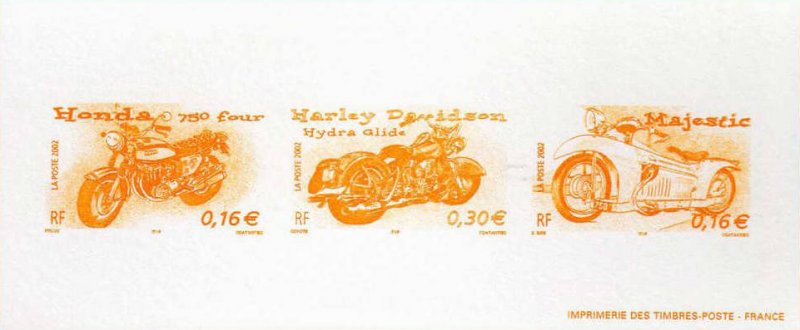 Honda 750 four
LA POSTE 2002
RF
0,16€
Harley Davidson
Hydra Glide
LA POSTE 2002
RF
0,30€
COYOTE
Majestic
LA POSTE 2002
RF
0,16€
IMPRIMERIE DES TIMBRES-POSTE - FRANCE